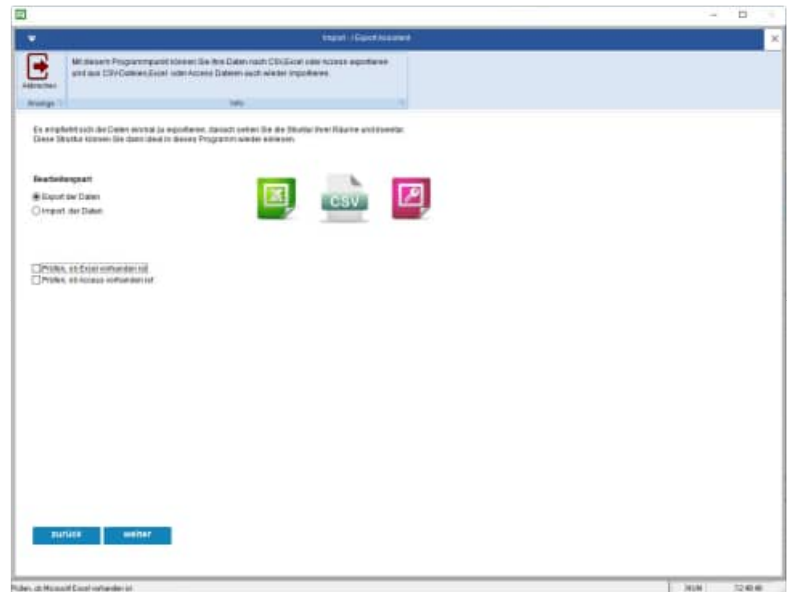 Import- / Export Assistent
Mit diesem Programmpunkt können Sie Ihre Daten nach CSV,Excel oder Access exportieren
und aus CSV-Dateien,Excel- oder Access Dateien auch wieder importieren.
Abbrechen
Anzeige
Info
Es empfiehlt sich die Daten einmal zu exportieren, danach sehen Sie die Struktur Ihrer Räume und Inventar.
Diese Struktur können Sie dann ideal in dieses Programm wieder einlesen.
Bearbeitungsart
Export der Daten
Import der Daten
CSV
Prüfen, ob Excel vorhanden ist
Prüfen, ob Access vorhanden ist
zurück
weiter
Prüfen, ob Microsoft Excel vorhanden ist